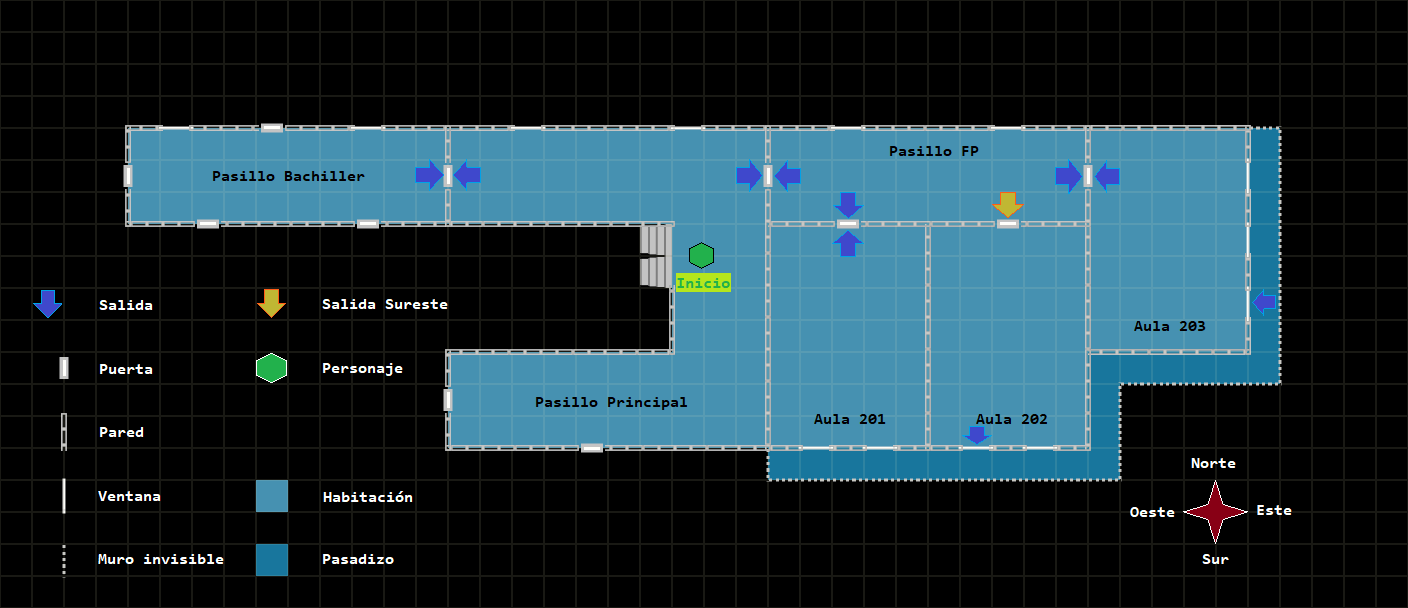 Pasillo FP
Pasillo Bachiller
Inicio
Salida
Salida Sureste
Aula 203
Puerta
Personaje
Pasillo Principal
Aula 201
Aula 202
Pared
Norte
Ventana
Habitación
Oeste
Este
Muro invisible
Pasadizo
Sur